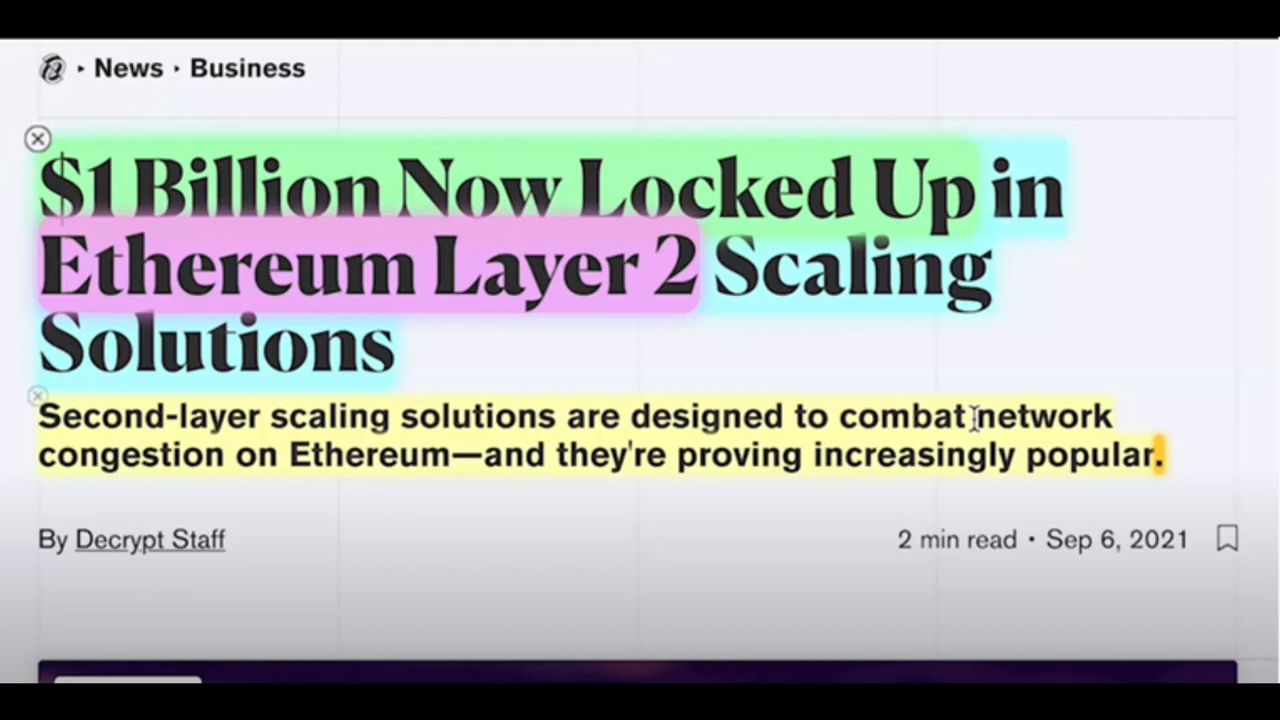 ‣ News ‣ Business
$1 Billion Now Locked Up in
Ethereum Layer 2 Scaling
Solutions
Second-layer scaling solutions are designed to combat network
congestion on Ethereum—and they're proving increasingly popular.
By Decrypt Staff
2 min read • Sep 6, 2021